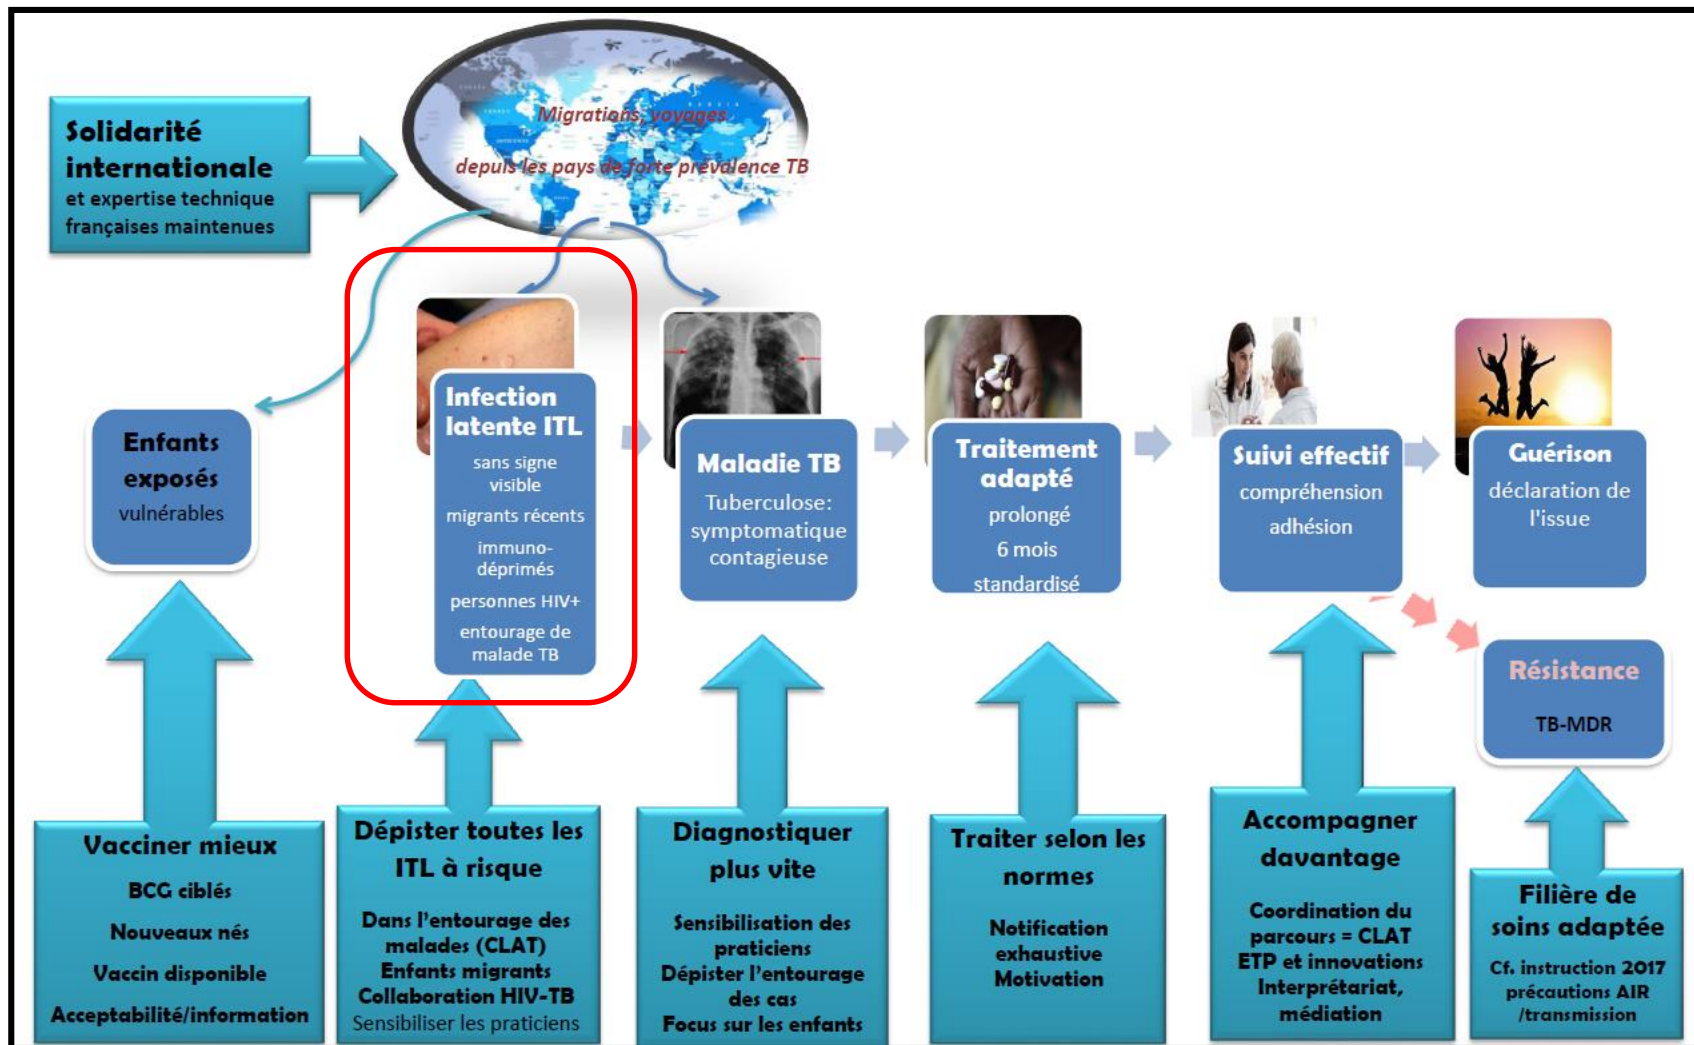 Solidarité
internationale
et expertise technique
françaises maintenues
Migrations, voyages
depuis les pays de forte prévalence TB
Enfants
exposés
vulnérables
Infection
latente ITL
sans signe
visible
migrants récents
immuno-
déprimés
personnes HIV+
entourage de
malade TB
Maladie TB
Tuberculose:
symptomatique
contagieuse
Traitement
adapté
prolongé
6 mois
standardisé
Suivi effectif
compréhension
adhésion
Guérison
déclaration de
l'issue
Résistance
TB-MDR
Vacciner mieux
BCG ciblés
Nouveaux nés
Vaccin disponible
Acceptabilité/information
Dépister toutes les
ITL à risque
Dans l'entourage des
malades (CLAT)
Enfants migrants
Collaboration HIV-TB
Sensibiliser les praticiens
Diagnostiquer
plus vite
Sensibilisation des
praticiens
Dépister l'entourage
des cas
Focus sur les enfants
Traiter selon les
normes
Notification
exhaustive
Motivation
Accompagner
davantage
Coordination du
parcours = CLAT
ETP et innovations
Interprétariat,
médiation
Filière de
soins adaptée
Cf. instruction 2017
précautions AIR
/transmission